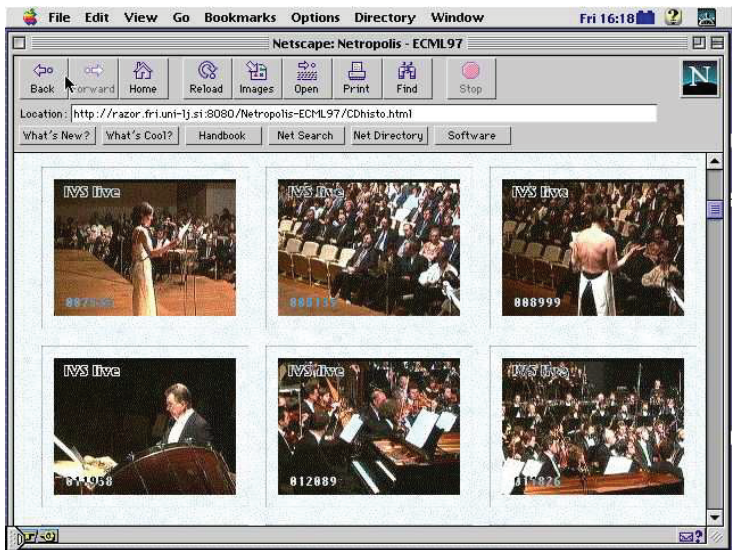 File Edit View Go Bookmarks Options Directory Window Fri 16:18
Netscape: Netropolis - ECML97
Back Forward Home Reload Images Open Print Find Stop N
Location: http://razor.fri.uni-lj.si:8080/Netropolis-ECML97/CDhisto.html
What's New? What's Cool? Handbook Net Search Net Directory Software
IVS live IVS live IVS live
008999
IVS live IVS live IVS live
012089